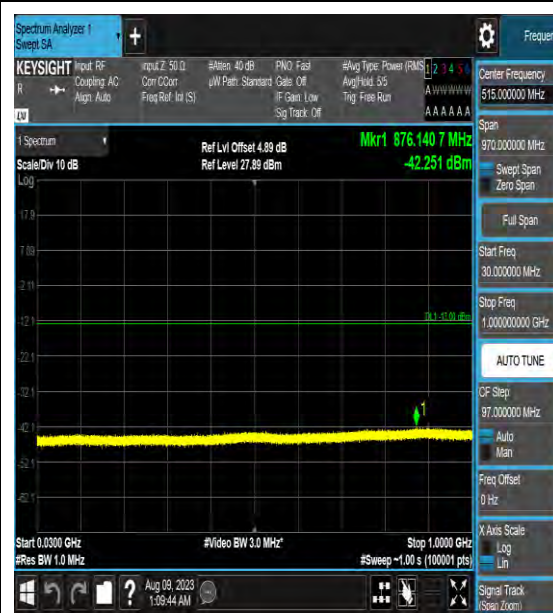 Spectrum Analyzer 1
Swept SA
Frequen
KEYSIGHT
R
Input: RF
Coupling: AC
Align: Auto
Input Z: 50 Ω
Corr CCorr
Freq Ref: Int (S)
#Atten: 40 dB
µW Path: Standard
PNO: Fast
Gate: Off
IF Gain: Low
Sig Track: Off
#Avg Type: Power (RMS
Avg|Hold: 5/5
Trig: Free Run
1 2 3 4 5 6
A W W W W W
A A A A A A
1 Spectrum
Scale/Div 10 dB
Log
Ref Lvl Offset 4.89 dB
Ref Level 27.89 dBm
Mkr1 876.140 7 MHz
-42.251 dBm
17.9
7.89
-2.11
-12.1
-22.1
-32.1
-42.1
-52.1
-62.1
DL1 -13.00 dBm
1
Start 0.0300 GHz
#Res BW 1.0 MHz
#Video BW 3.0 MHz*
Stop 1.0000 GHz
#Sweep ~1.00 s (100001 pts)
Center Frequency
515.000000 MHz
Span
970.000000 MHz
Swept Span
Zero Span
Full Span
Start Freq
30.000000 MHz
Stop Freq
1.000000000 GHz
AUTO TUNE
CF Step
97.000000 MHz
Auto
Man
Freq Offset
0 Hz
X Axis Scale
Log
Lin
Signal Track
(Span Zoom)
?
Aug 09, 2023
1:09:44 AM